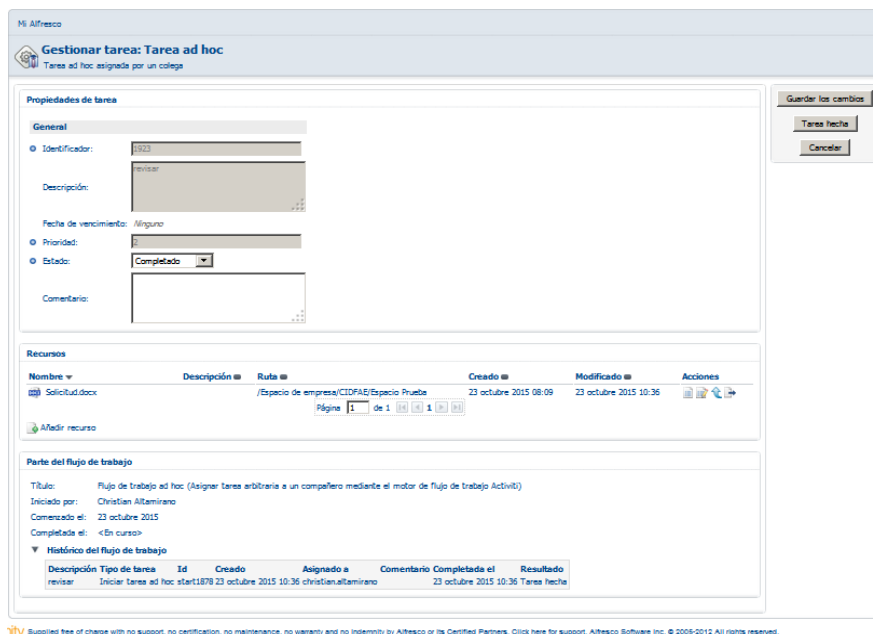 Mi Alfresco
Gestionar tarea: Tarea ad hoc
Tarea ad hoc asignada por un colega
Propiedades de tarea
Guardar los cambios
Tarea hecha
Cancelar
General
Identificador: 1923
Descripción: revisar
Fecha de vencimiento: Ninguno
Prioridad: 2
Estado: Completado
Comentario:
Recursos
Nombre Descripción Ruta Creado Modificado Acciones
Solicitud.docx /Espacio de empresa/CIDFAE/Espacio Prueba 23 octubre 2015 08:09 23 octubre 2015 10:36
Página 1 de 1 1
Añadir recurso
Parte del flujo de trabajo
Título: Flujo de trabajo ad hoc (Asignar tarea arbitraria a un compañero mediante el motor de flujo de trabajo Activiti)
Iniciado por: Christian Altamirano
Comenzado el: 23 octubre 2015
Completada el: <En curso>
Histórico del flujo de trabajo
Descripción Tipo de tarea Id Creado Asignado a Comentario Completada el Resultado
revisar Iniciar tarea ad hoc start1878 23 octubre 2015 10:36 christian.altamirano 23 octubre 2015 10:36 Tarea hecha
Supplied free of charge with no support, no certification, no maintenance, no warranty and no indemnity by Alfresco or its Certified Partners. Click here for support. Alfresco Software Inc. © 2005-2012 All rights reserved.